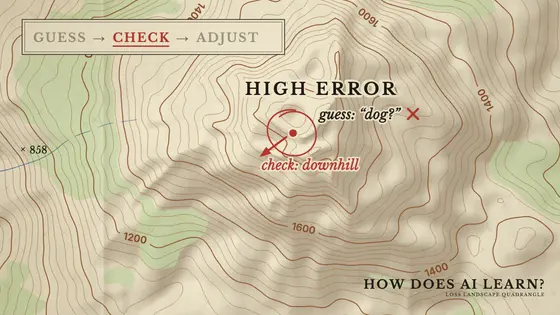 GUESS → CHECK → ADJUST
1400
1600
HIGH ERROR
guess: “dog?” ×
1400
× 858
check: downhill
1600
1200
1400
HOW DOES AI LEARN?
LOSS LANDSCAPE QUADRANGLE